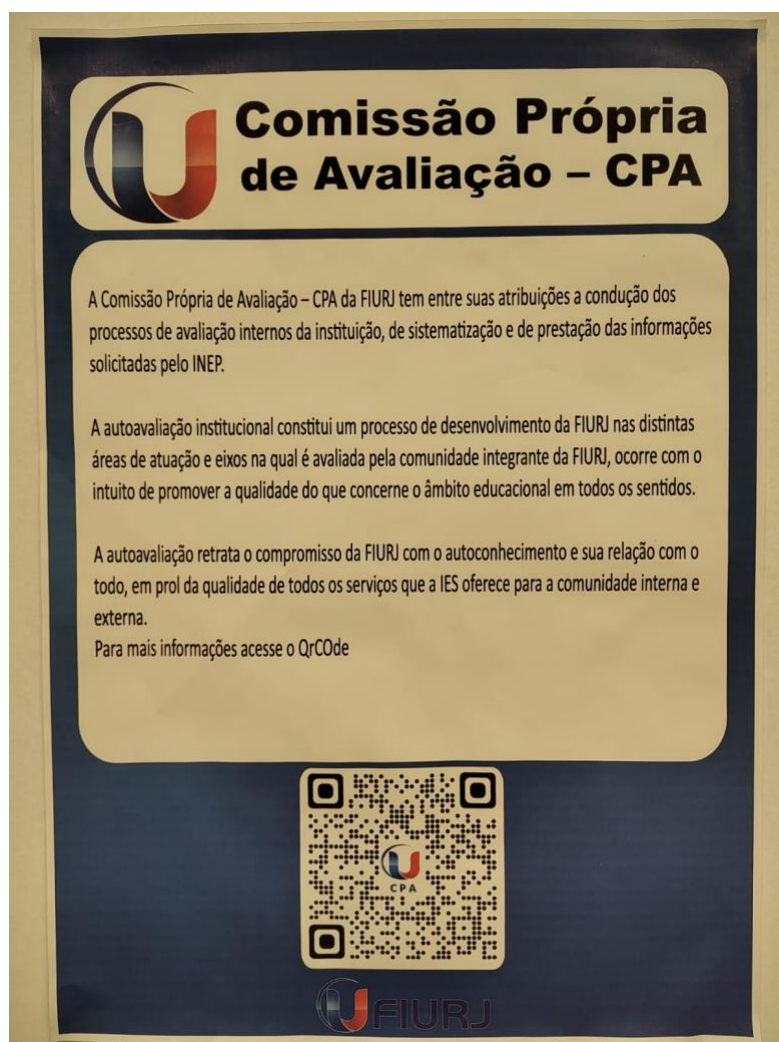 Comissão Própria
de Avaliação – CPA
A Comissão Própria de Avaliação – CPA da FIURJ tem entre suas atribuições a condução dos
processos de avaliação internos da instituição, de sistematização e de prestação das informações
solicitadas pelo INEP.
A autoavaliação institucional constitui um processo de desenvolvimento da FIURJ nas distintas
áreas de atuação e eixos na qual é avaliada pela comunidade integrante da FIURJ, ocorre com o
intuito de promover a qualidade do que concerne o âmbito educacional em todos os sentidos.
A autoavaliação retrata o compromisso da FIURJ com o autoconhecimento e sua relação com o
todo, em prol da qualidade de todos os serviços que a IES oferece para a comunidade interna e
externa.
Para mais informações acesse o QrCOde
CPA
FIURJ